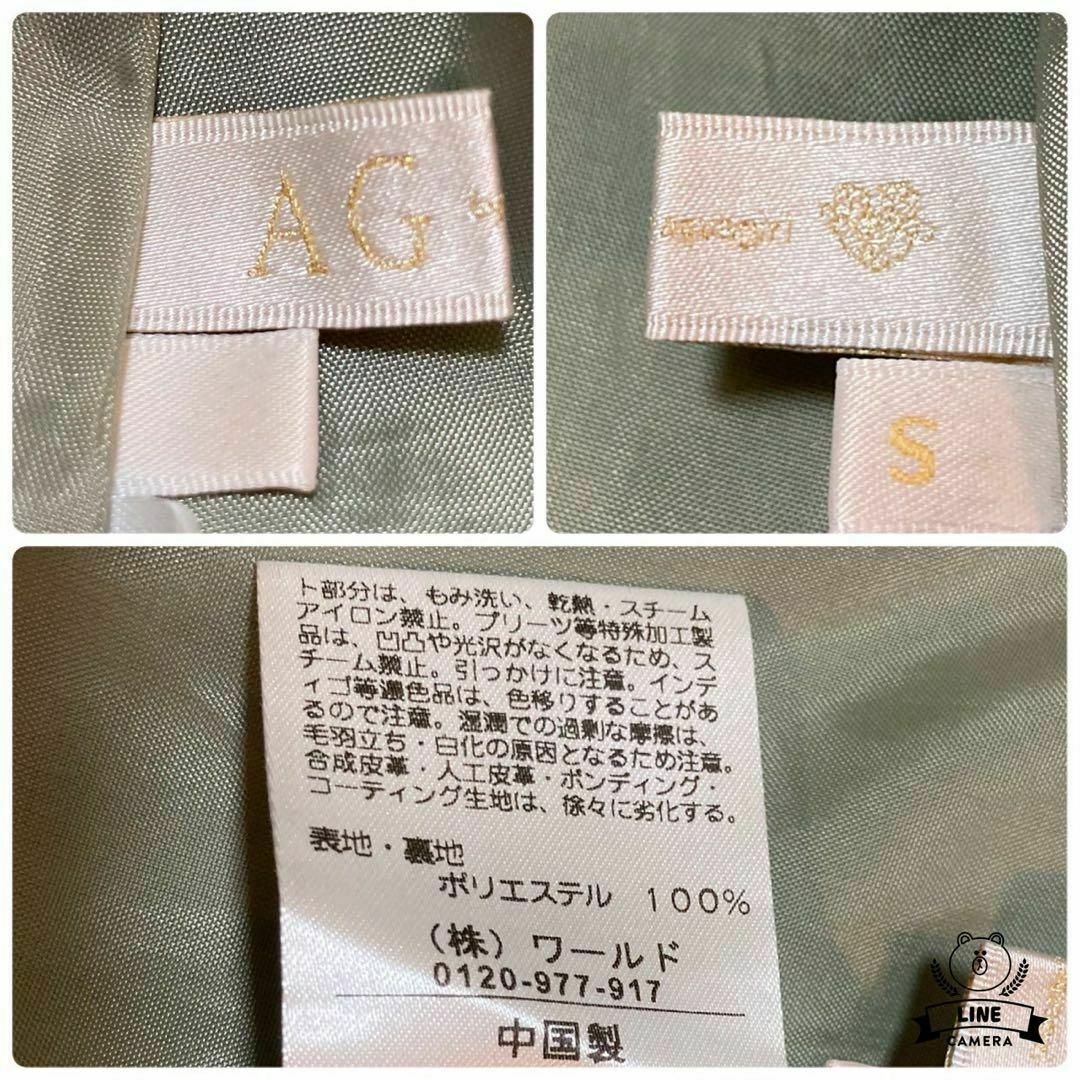 AG by
aquagirl
S
ト部分は、もみ洗い、乾熱・スチーム
アイロン禁止。プリーツ等特殊加工製
品は、凹凸や光沢がなくなるため、ス
チーム禁止。引っかけに注意。インデ
ィゴ等濃色品は、色移りすることがあ
るので注意。湿潤での過剰な摩擦は、
毛羽立ち・白化の原因となるため注意。
合成皮革・人工皮革・ボンディング・
コーティング生地は、徐々に劣化する。
表地・裏地
ポリエステル 100%
(株) ワールド
0120-977-917
中国製
LINE
CAMERA